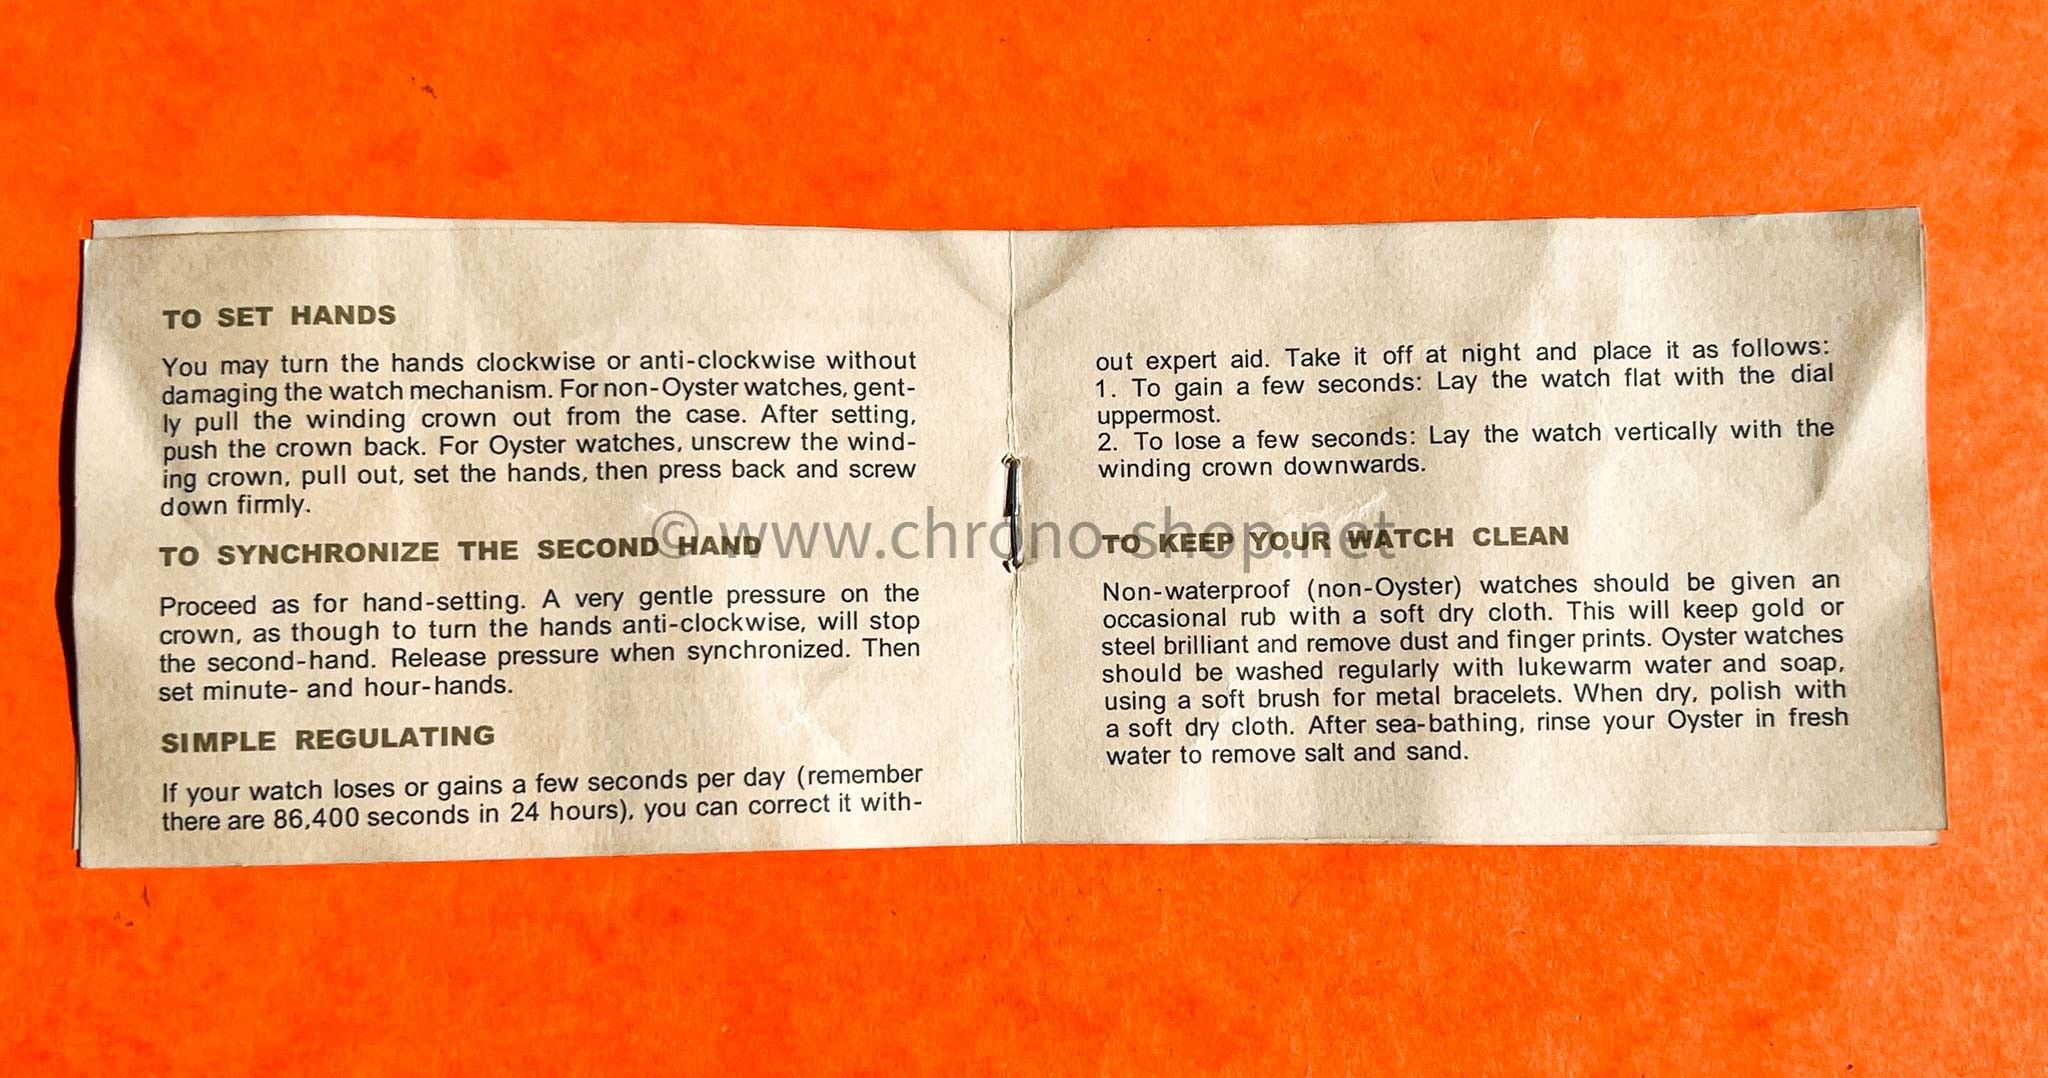 TO SET HANDS
You may turn the hands clockwise or anti-clockwise without
damaging the watch mechanism. For non-Oyster watches, gent-
ly pull the winding crown out from the case. After setting,
push the crown back. For Oyster watches, unscrew the wind-
ing crown, pull out, set the hands, then press back and screw
down firmly.
TO SYNCHRONIZE THE SECOND HAND
Proceed as for hand-setting. A very gentle pressure on the
crown, as though to turn the hands anti-clockwise, will stop
the second-hand. Release pressure when synchronized. Then
set minute- and hour-hands.
SIMPLE REGULATING
If your watch loses or gains a few seconds per day (remember
there are 86,400 seconds in 24 hours), you can correct it with-
out expert aid. Take it off at night and place it as follows:
1. To gain a few seconds: Lay the watch flat with the dial
uppermost.
2. To lose a few seconds: Lay the watch vertically with the
winding crown downwards.
TO KEEP YOUR WATCH CLEAN
Non-waterproof (non-Oyster) watches should be given an
occasional rub with a soft dry cloth. This will keep gold or
steel brilliant and remove dust and finger prints. Oyster watches
should be washed regularly with lukewarm water and soap,
using a soft brush for metal bracelets. When dry, polish with
a soft dry cloth. After sea-bathing, rinse your Oyster in fresh
water to remove salt and sand.
© www.chrono-shop.net